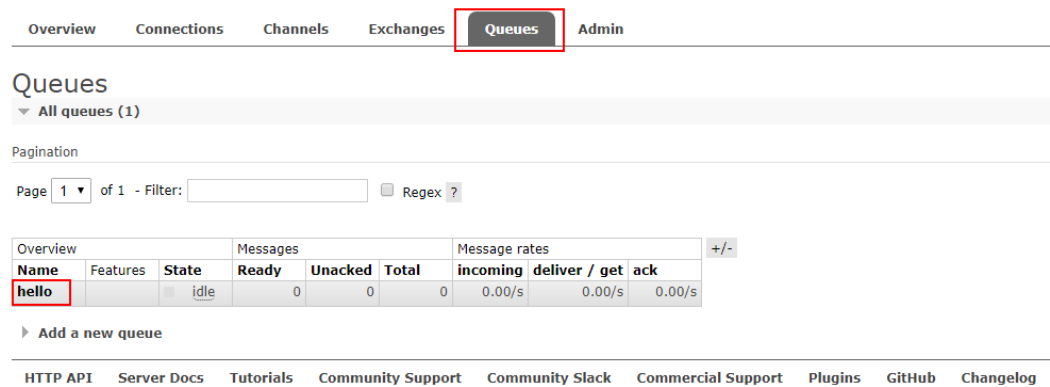 Overview Connections Channels Exchanges Queues Admin
Queues
All queues (1)
Pagination
Page 1 of 1 - Filter: Regex ?
Overview Messages Message rates +/-
Name Features State Ready Unacked Total incoming deliver / get ack
hello idle 0 0 0 0.00/s 0.00/s 0.00/s
Add a new queue
HTTP API Server Docs Tutorials Community Support Community Slack Commercial Support Plugins GitHub Changelog